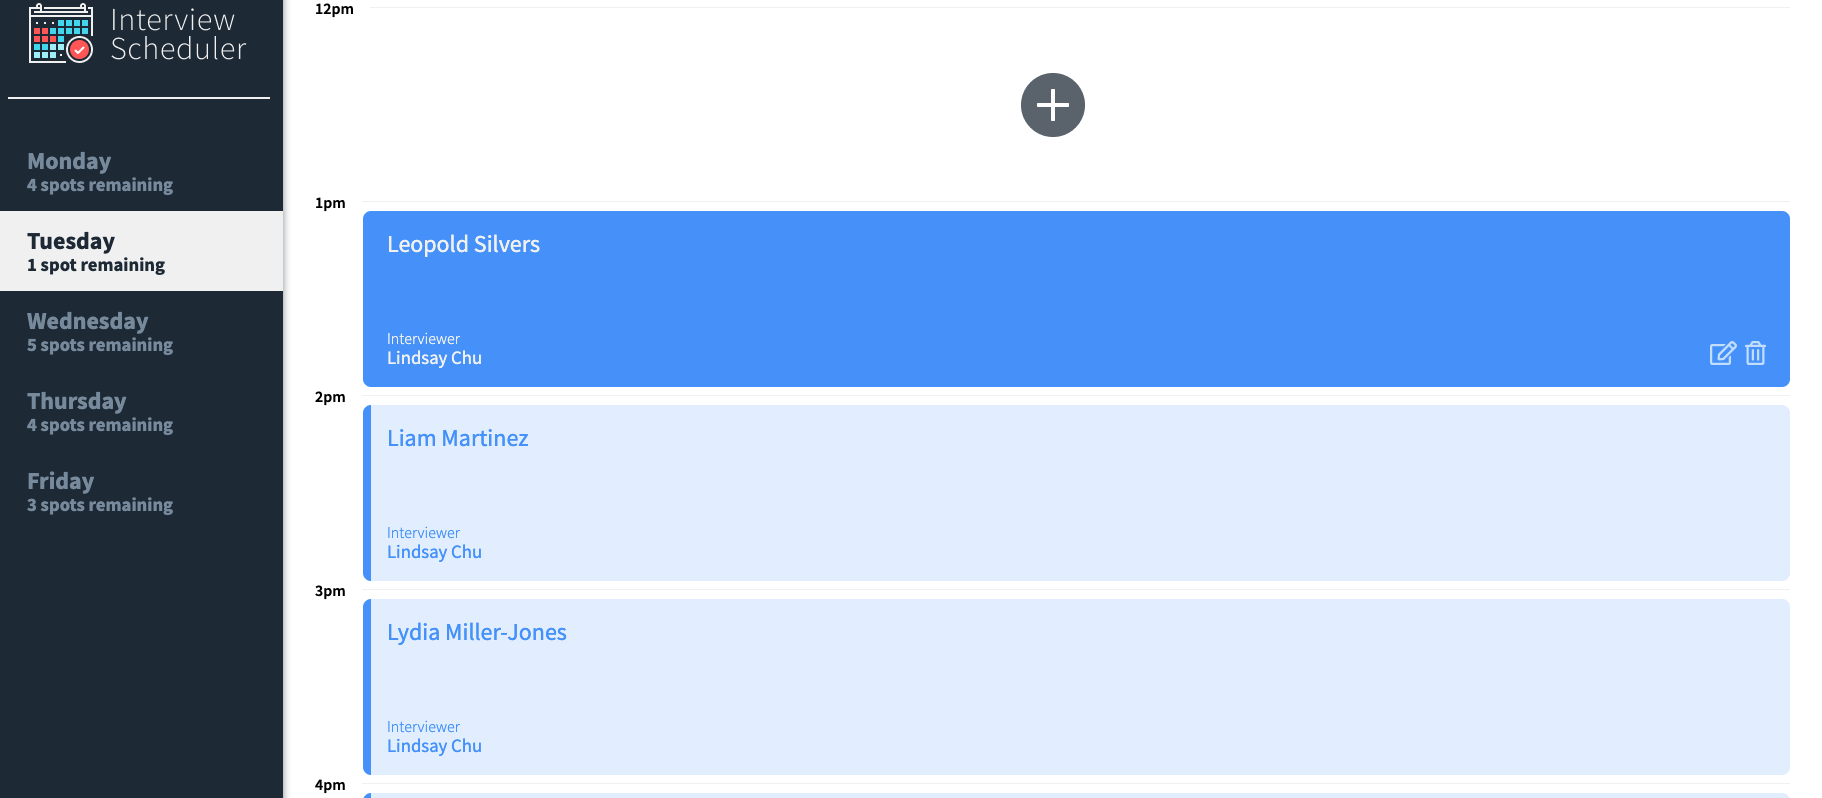 Interview
Scheduler
Monday
4 spots remaining
Tuesday
1 spot remaining
Wednesday
5 spots remaining
Thursday
4 spots remaining
Friday
3 spots remaining
12pm
1pm
Leopold Silvers
Interviewer
Lindsay Chu
2pm
Liam Martinez
Interviewer
Lindsay Chu
3pm
Lydia Miller-Jones
Interviewer
Lindsay Chu
4pm